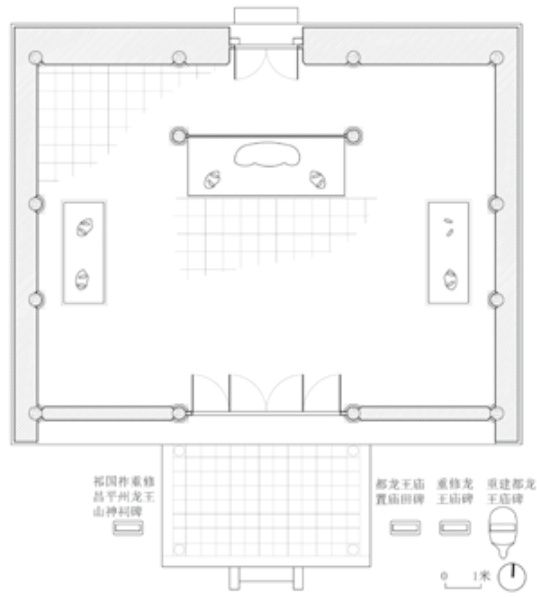 祁国祚重修
昌平州龙王
山神祠碑
都龙王庙
置庙田碑
重修龙
王庙碑
重建都龙
王庙碑
0 1米